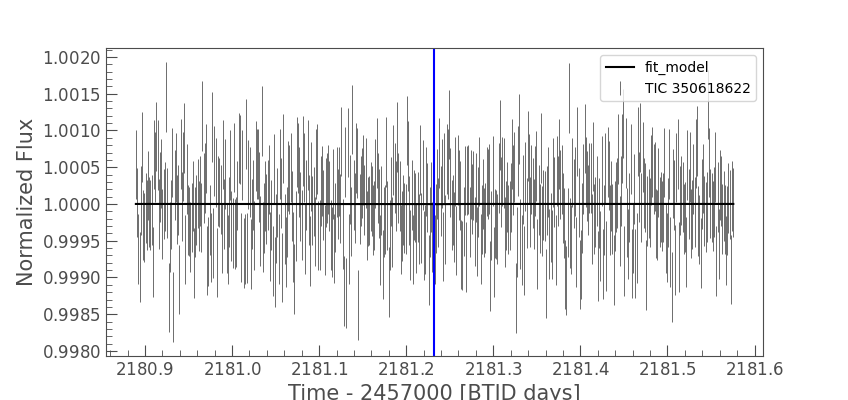 1.0020
1.0015
1.0010
1.0005
1.0000
0.9995
0.9990
0.9985
0.9980
Normalized Flux
fit_model
TIC 350618622
2180.9 2181.0 2181.1 2181.2 2181.3 2181.4 2181.5 2181.6
Time - 2457000 [BTJD days]